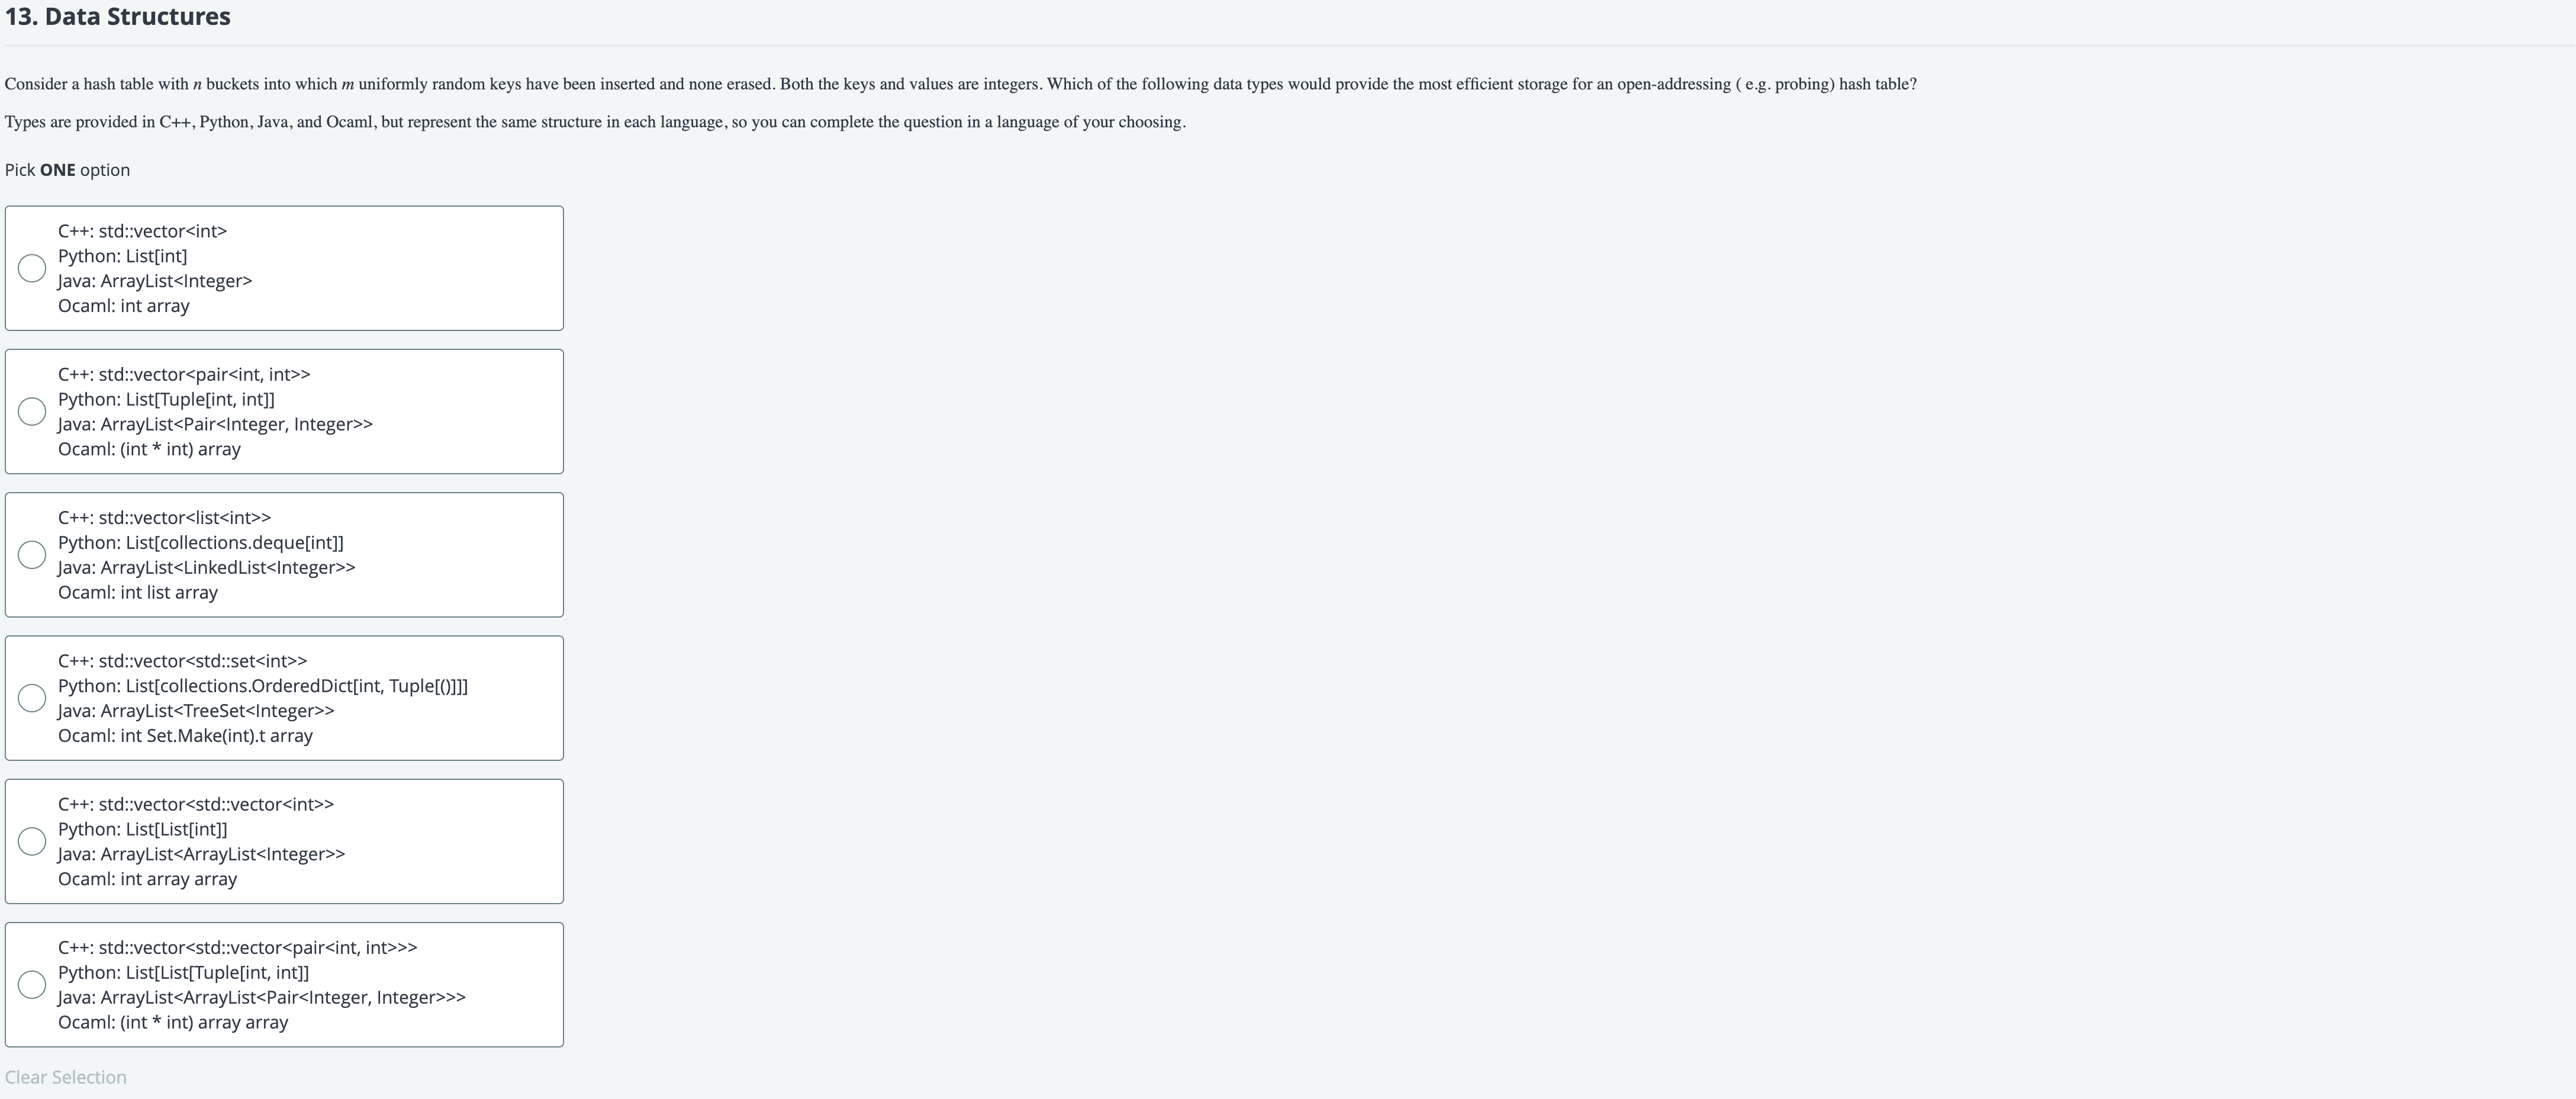 13. Data Structures
Consider a hash table with n buckets into which m uniformly random keys have been inserted and none erased. Both the keys and values are integers. Which of the following data types would provide the most efficient storage for an open-addressing ( e.g. probing) hash table?
Types are provided in C++, Python, Java, and Ocaml, but represent the same structure in each language, so you can complete the question in a language of your choosing.
Pick ONE option
C++: std::vector<int>
Python: List[int]
Java: ArrayList<Integer>
Ocaml: int array
C++: std::vector<pair<int, int>>
Python: List[Tuple[int, int]]
Java: ArrayList<Pair<Integer, Integer>>
Ocaml: (int * int) array
C++: std::vector<list<int>>
Python: List[collections.deque[int]]
Java: ArrayList<LinkedList<Integer>>
Ocaml: int list array
C++: std::vector<std::set<int>>
Python: List[collections.OrderedDict[int, Tuple[()]]]
Java: ArrayList<TreeSet<Integer>>
Ocaml: int Set.Make(int).t array
C++: std::vector<std::vector<int>>
Python: List[List[int]]
Java: ArrayList<ArrayList<Integer>>
Ocaml: int array array
C++: std::vector<std::vector<pair<int, int>>>
Python: List[List[Tuple[int, int]]
Java: ArrayList<ArrayList<Pair<Integer, Integer>>>
Ocaml: (int * int) array array
Clear Selection